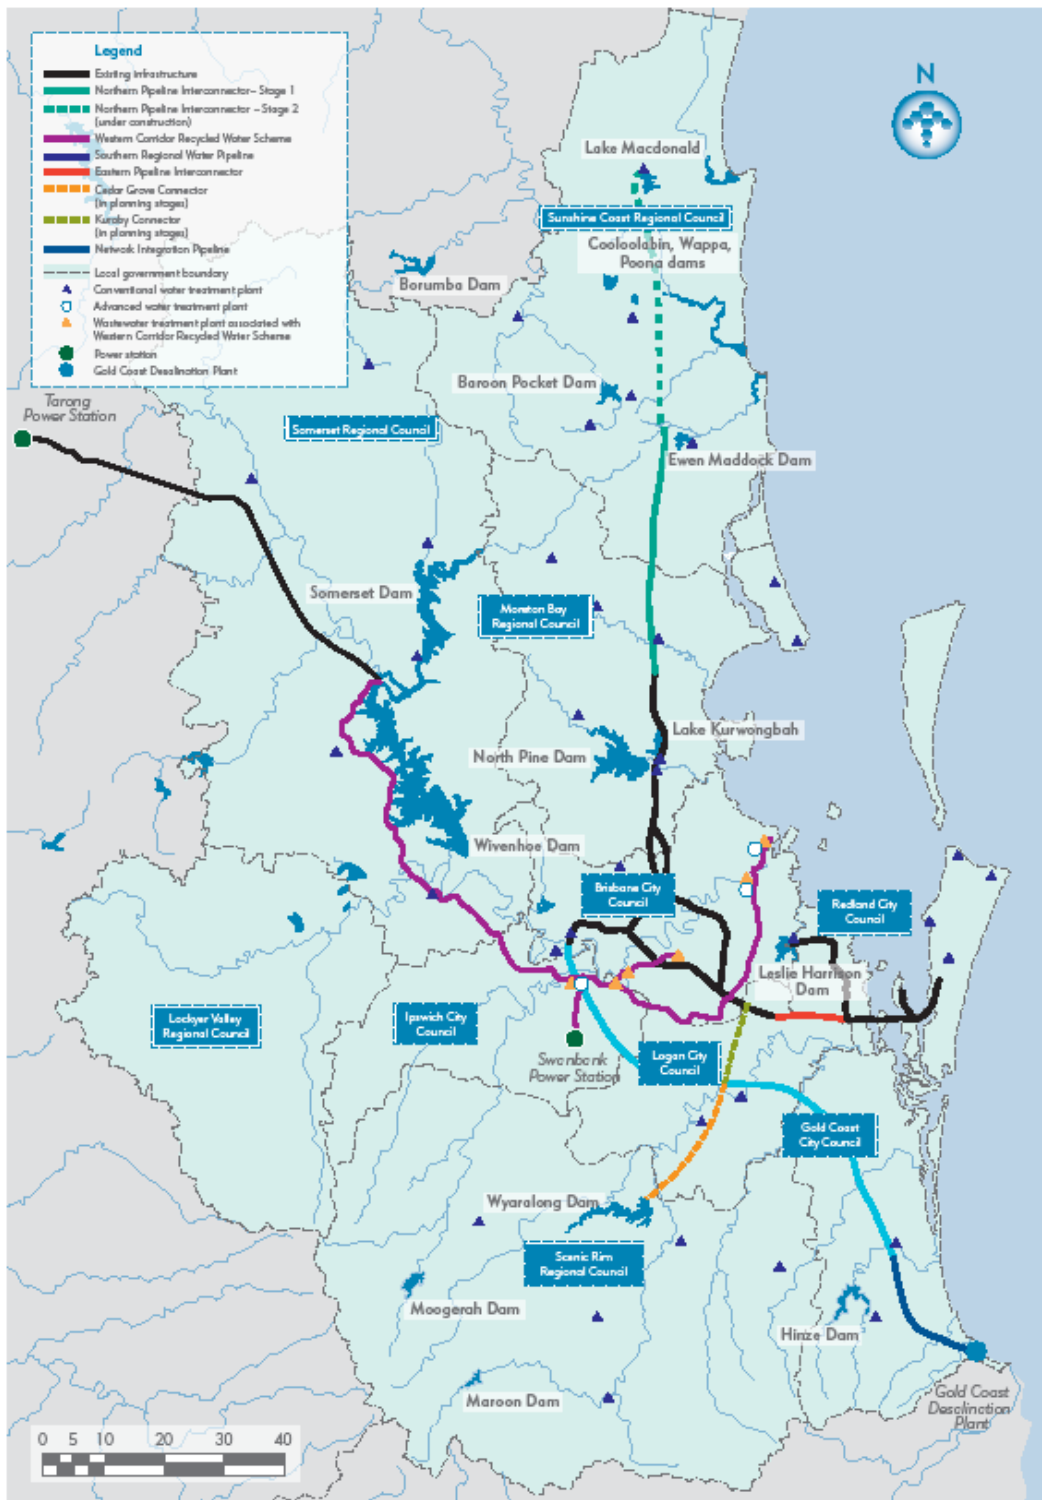 Legend
Existing Infrastructure
Northern Pipeline Interconnector– Stage 1
Northern Pipeline Interconnector – Stage 2
(under construction)
Western Corridor Recycled Water Scheme
Southern Regional Water Pipeline
Eastern Pipeline Interconnector
Cedar Grove Connector
(in planning stages)
Kuraby Connector
(in planning stages)
Network Integration Pipeline
Local government boundary
Conventional water treatment plant
Advanced water treatment plant
Wastewater treatment plant associated with
Western Corridor Recycled Water Scheme
Power station
Gold Coast Desalination Plant
N
Lake Macdonald
Sunshine Coast Regional Council
Cooloolabin, Wappa,
Poona dams
Borumba Dam
Baroon Pocket Dam
Tarong
Power Station
Somerset Regional Council
Ewen Maddock Dam
Somerset Dam
Moreton Bay
Regional Council
Lake Kurwongbah
North Pine Dam
Wivenhoe Dam
Brisbane City
Council
Redland City
Council
Leslie Harrison
Dam
Lockyer Valley
Regional Council
Ipswich City
Council
Swanbank
Power Station
Logan City
Council
Gold Coast
City Council
Wyaralong Dam
Scenic Rim
Regional Council
Moogerah Dam
Hinze Dam
Maroon Dam
Gold Coast
Desalination
Plant
0 5 10 20 30 40